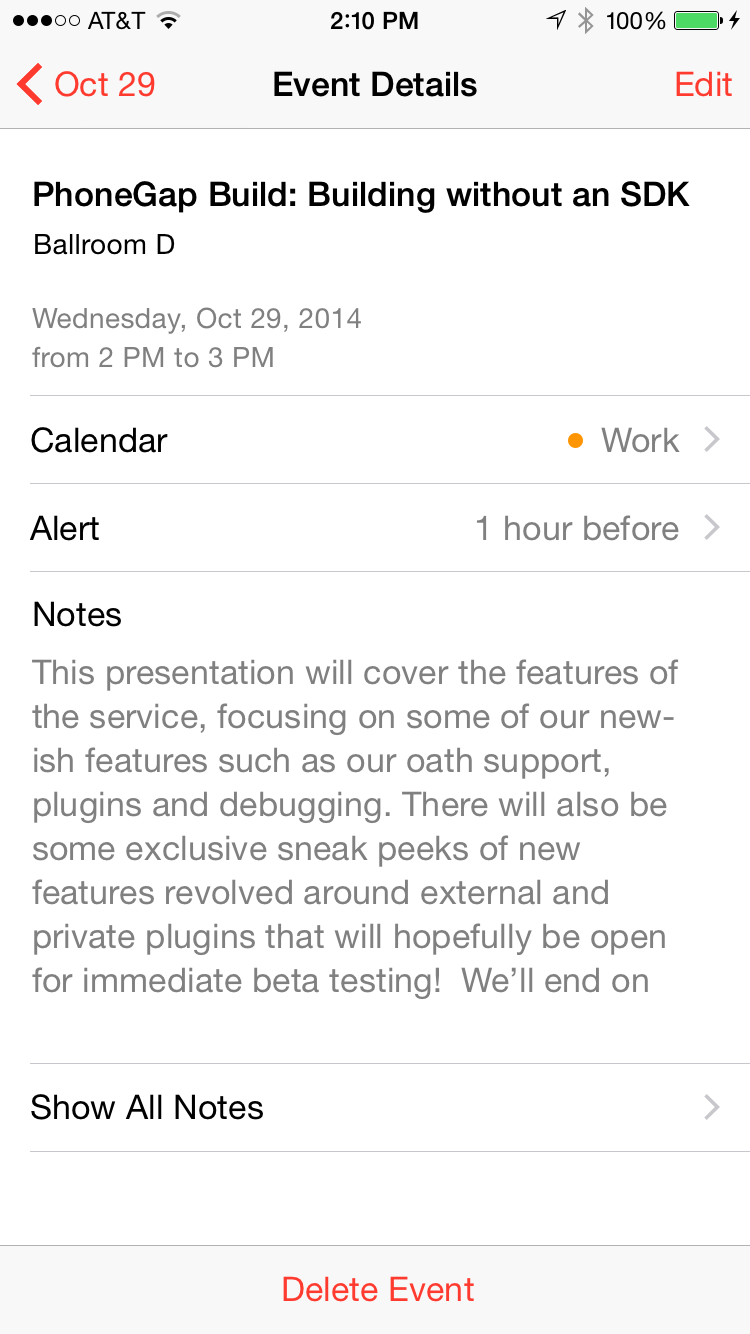 AT&T 2:10 PM 100%
Oct 29 Event Details Edit
PhoneGap Build: Building without an SDK
Ballroom D
Wednesday, Oct 29, 2014
from 2 PM to 3 PM
Calendar Work
Alert 1 hour before
Notes
This presentation will cover the features of
the service, focusing on some of our new-
ish features such as our oath support,
plugins and debugging. There will also be
some exclusive sneak peeks of new
features revolved around external and
private plugins that will hopefully be open
for immediate beta testing!  We’ll end on
Show All Notes
Delete Event